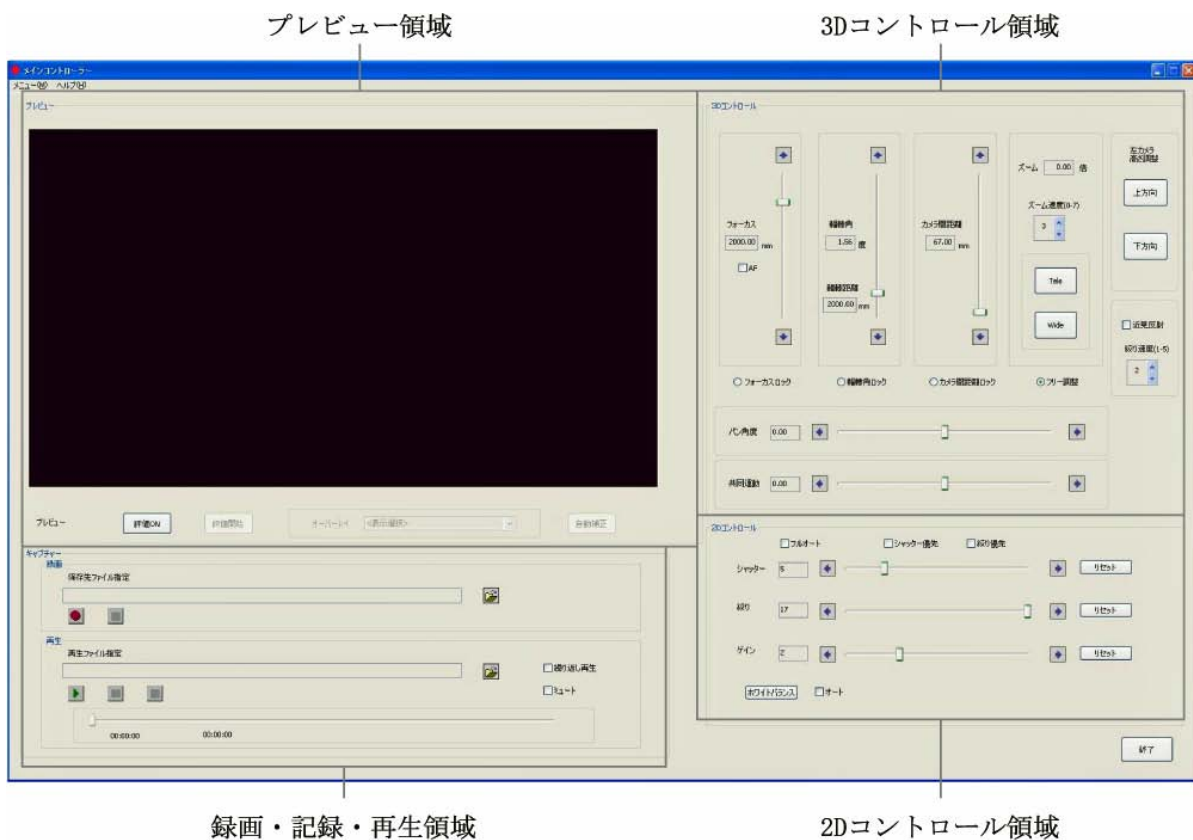 プレビュー領域
3Dコントロール領域
メインコントローラー
メニュー(M) ヘルプ(H)
プレビュー
3Dコントロール
フォーカス
2000.00 mm
AF
輻輳角
1.56 度
輻輳距離
2000.00 mm
カメラ間距離
67.00 mm
ズーム 0.00 倍
ズーム速度(0-7)
3
Tele
Wide
左カメラ
高さ調整
上方向
下方向
近見反射
絞り速度(1-5)
2
フォーカスロック
輻輳角ロック
カメラ間距離ロック
フリー調整
パン角度 0.00
共同運動 0.00
プレビュー
評価ON
評価開始
オーバーレイ
<表示選択>
自動補正
キャプチャー
録画
保存先ファイル指定
再生
再生ファイル指定
繰り返し再生
ミュート
00:00:00 00:00:00
2Dコントロール
フルオート シャッター優先 絞り優先
シャッター 5 リセット
絞り 17 リセット
ゲイン 2 リセット
ホワイトバランス オート
終了
録画・記録・再生領域
2Dコントロール領域